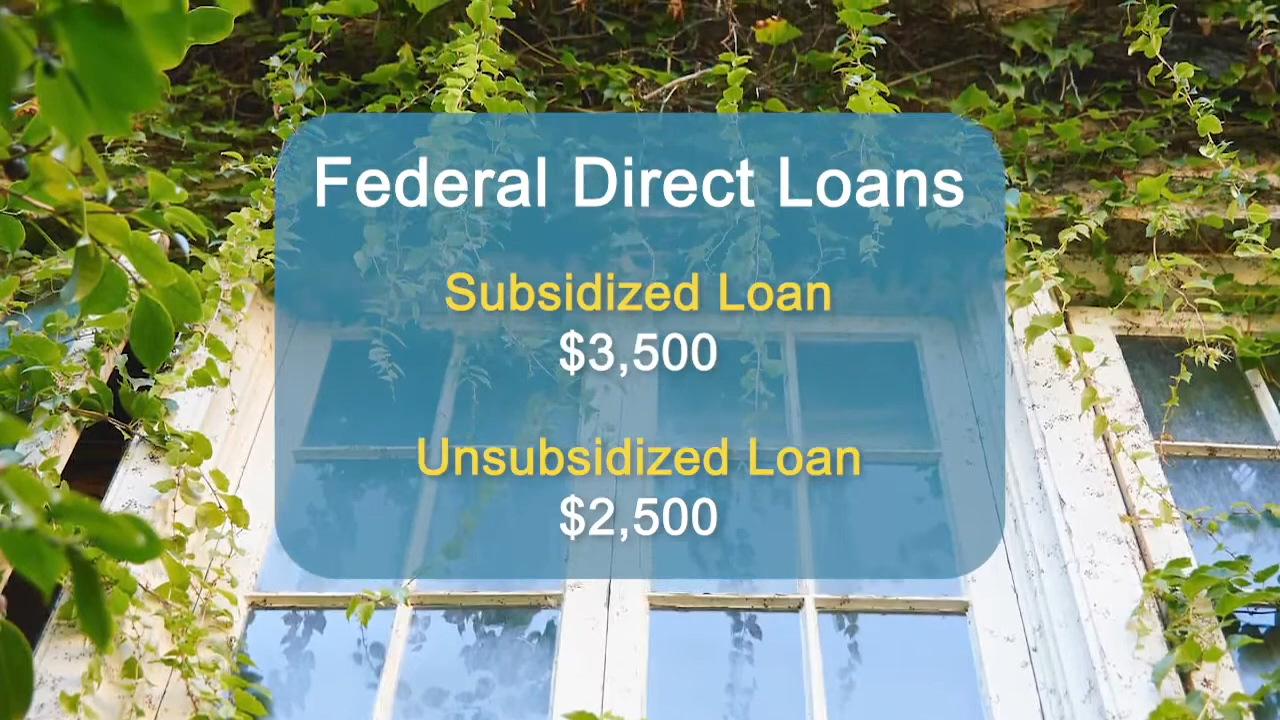 Federal Direct Loans
Subsidized Loan
$3,500
Unsubsidized Loan
$2,500